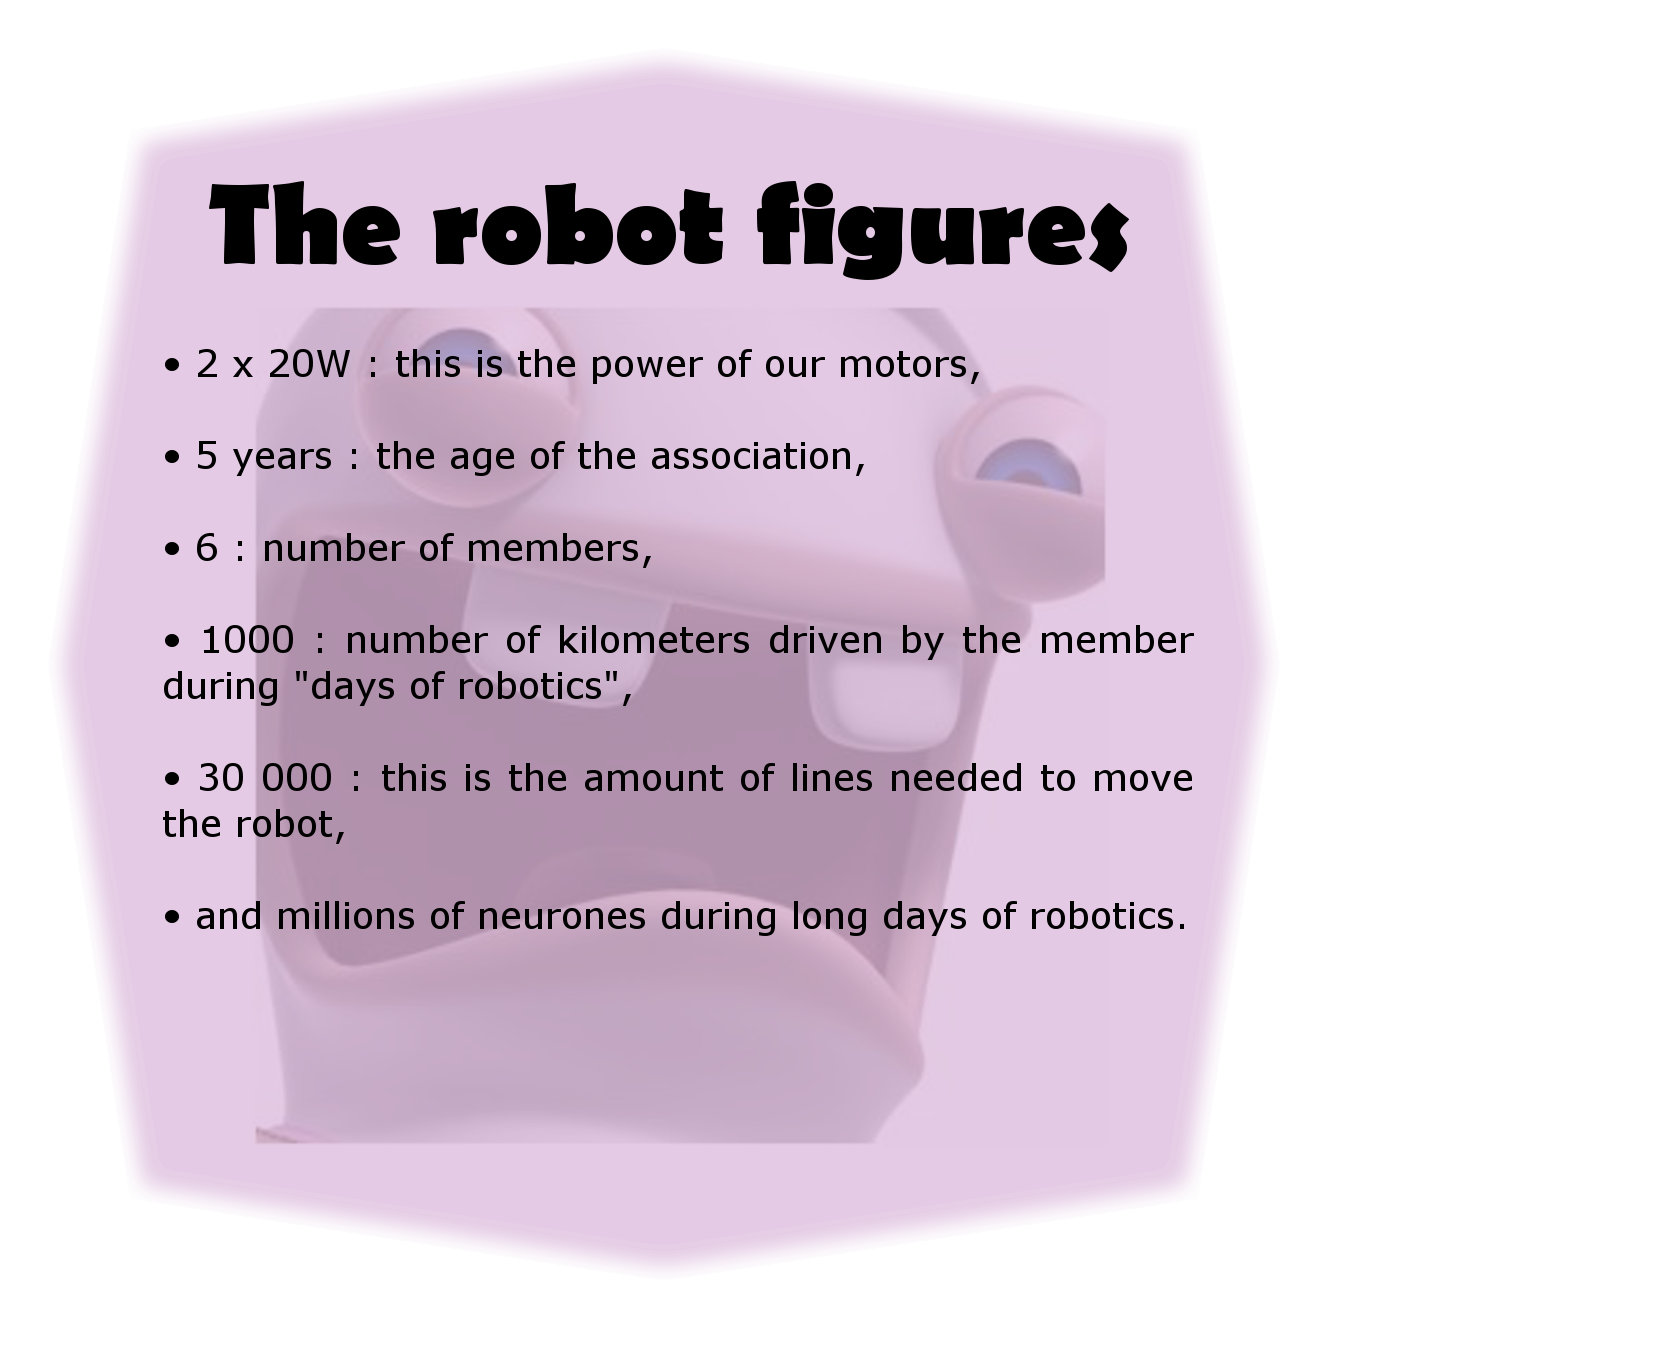 The robot figures
• 2 x 20W : this is the power of our motors,
• 5 years : the age of the association,
• 6 : number of members,
• 1000 : number of kilometers driven by the member
during "days of robotics",
• 30 000 : this is the amount of lines needed to move
the robot,
• and millions of neurones during long days of robotics.